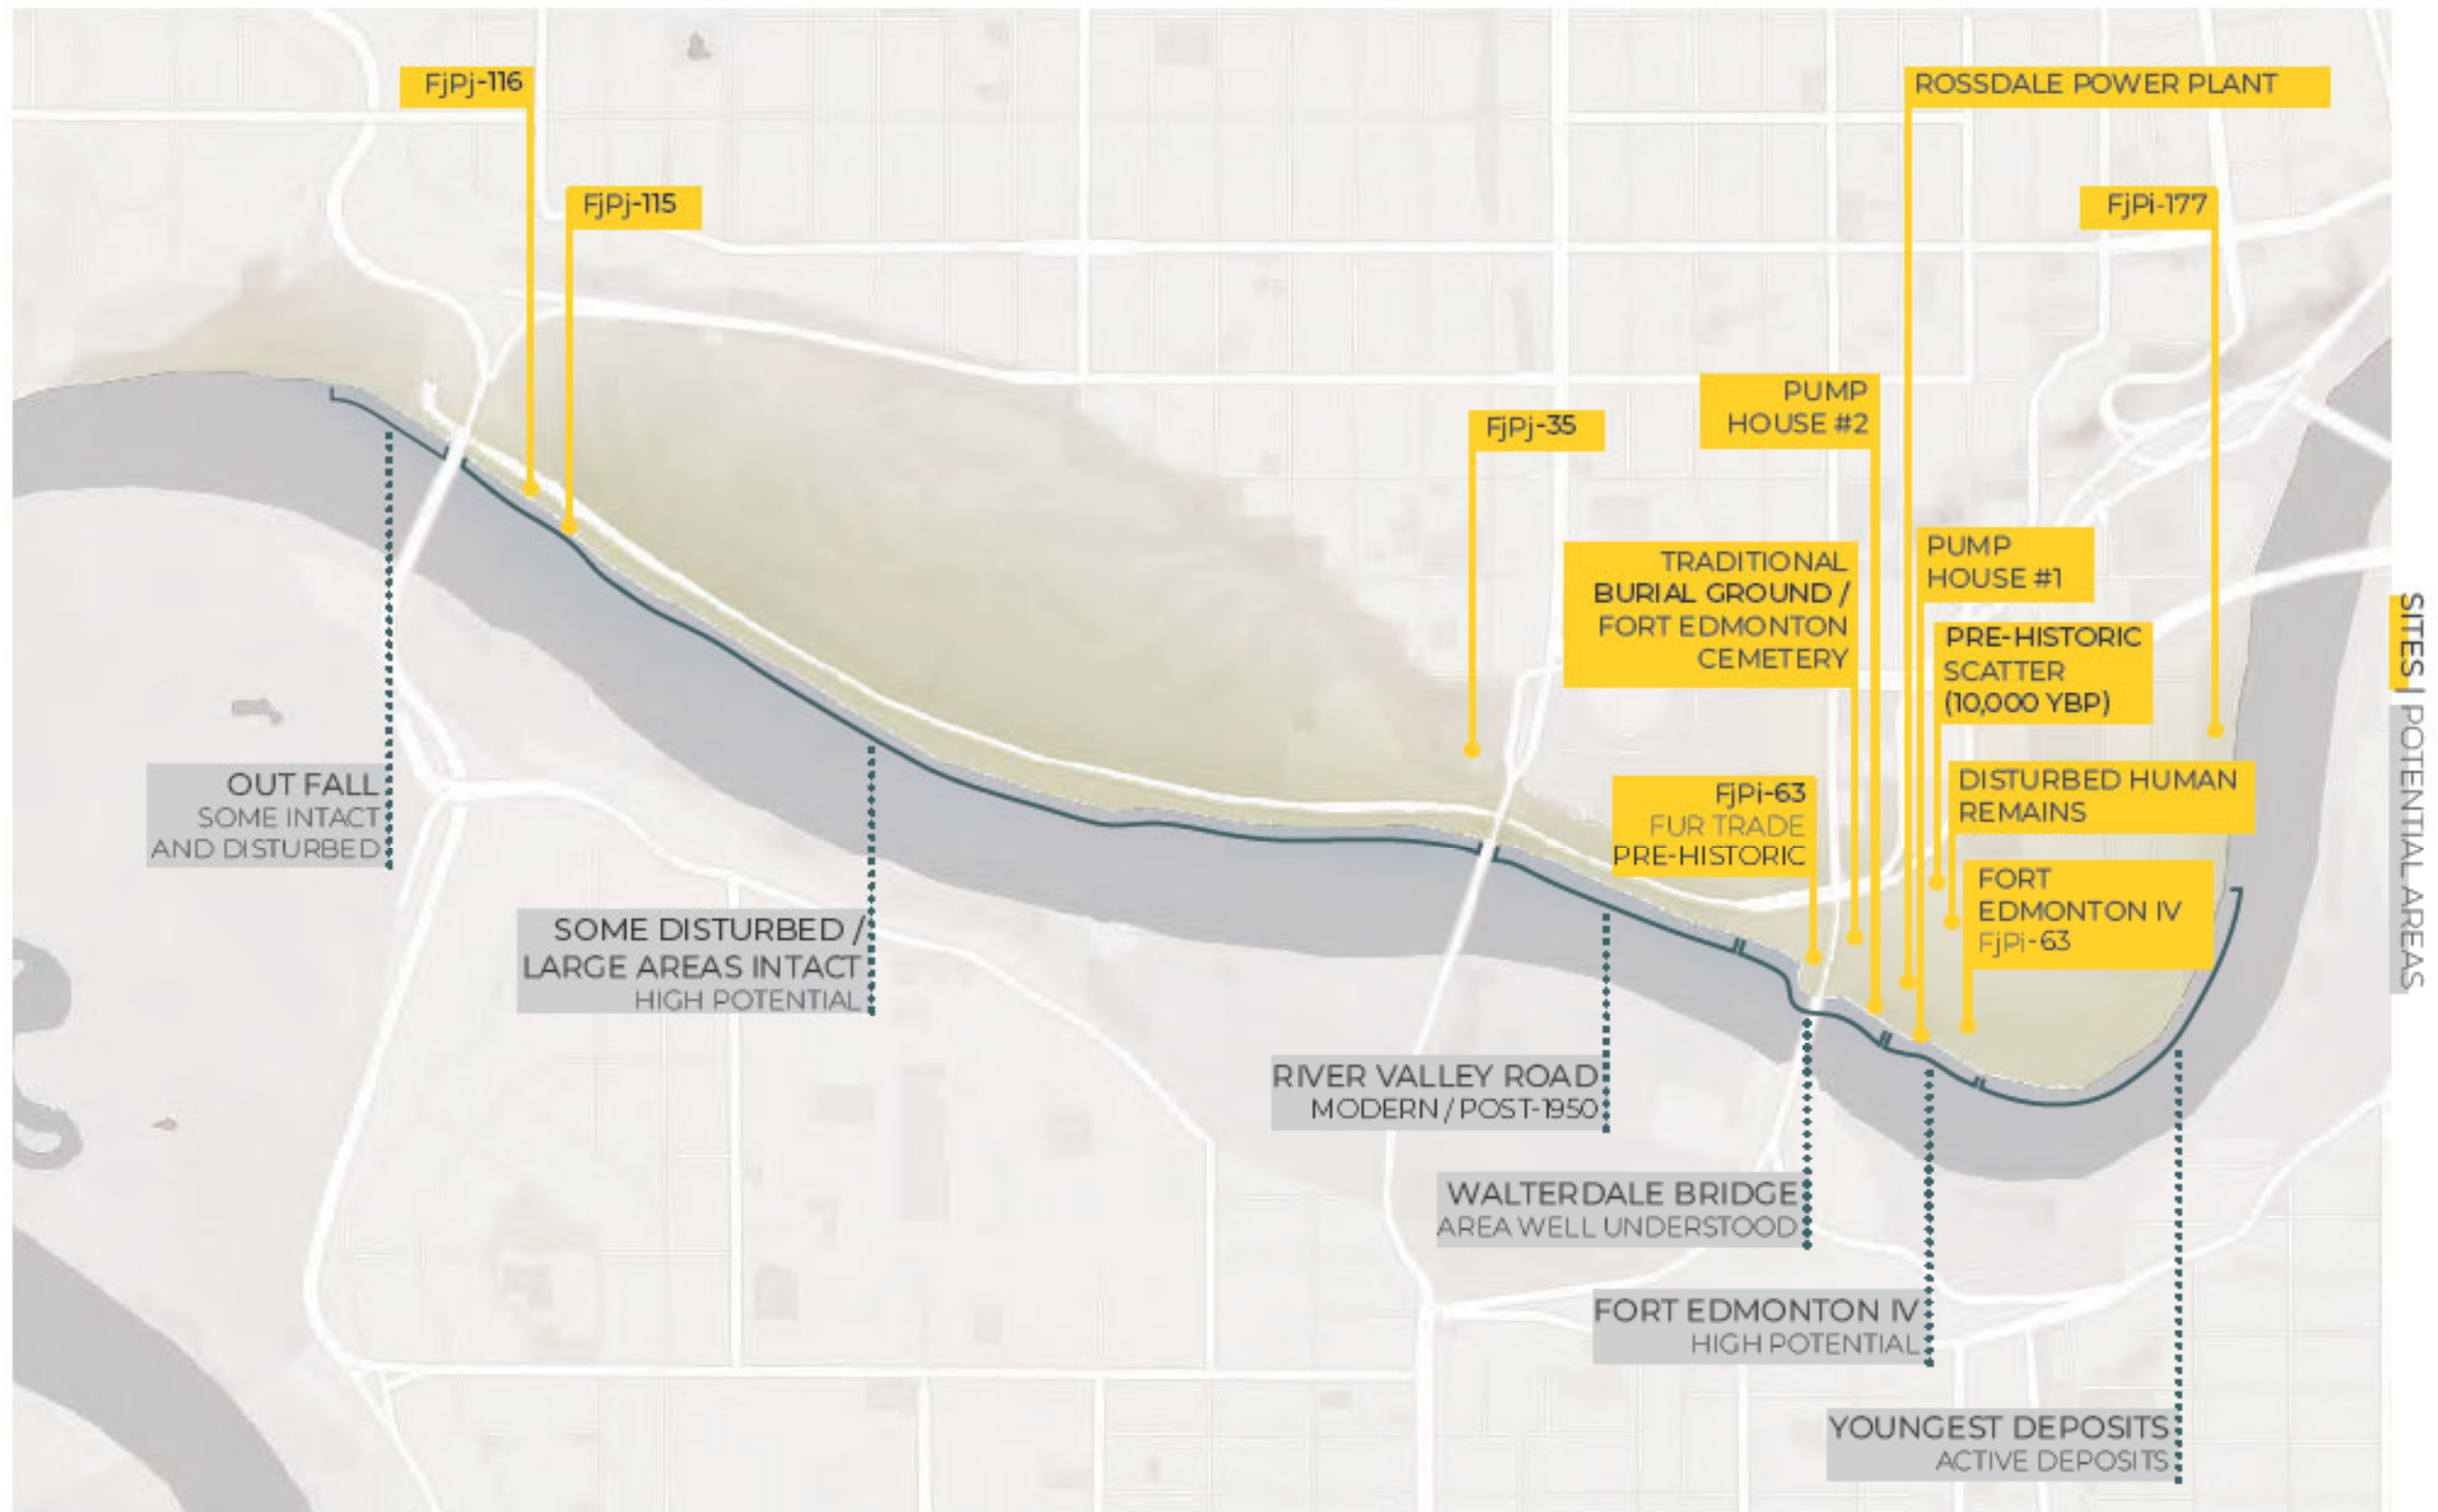 FjPj-116
ROSSDALE POWER PLANT
FjPj-115
FjPi-177
PUMP
HOUSE #2
FjPj-35
PUMP
HOUSE #1
TRADITIONAL
BURIAL GROUND /
FORT EDMONTON
CEMETERY
PRE-HISTORIC
SCATTER
(10,000 YBP)
DISTURBED HUMAN
REMAINS
FjPi-63
FUR TRADE
PRE-HISTORIC
FORT
EDMONTON IV
FjPi-63
SITES | POTENTIAL AREAS
OUT FALL
SOME INTACT
AND DISTURBED
SOME DISTURBED /
LARGE AREAS INTACT
HIGH POTENTIAL
RIVER VALLEY ROAD
MODERN / POST-1950
WALTERDALE BRIDGE
AREA WELL UNDERSTOOD
FORT EDMONTON IV
HIGH POTENTIAL
YOUNGEST DEPOSITS
ACTIVE DEPOSITS